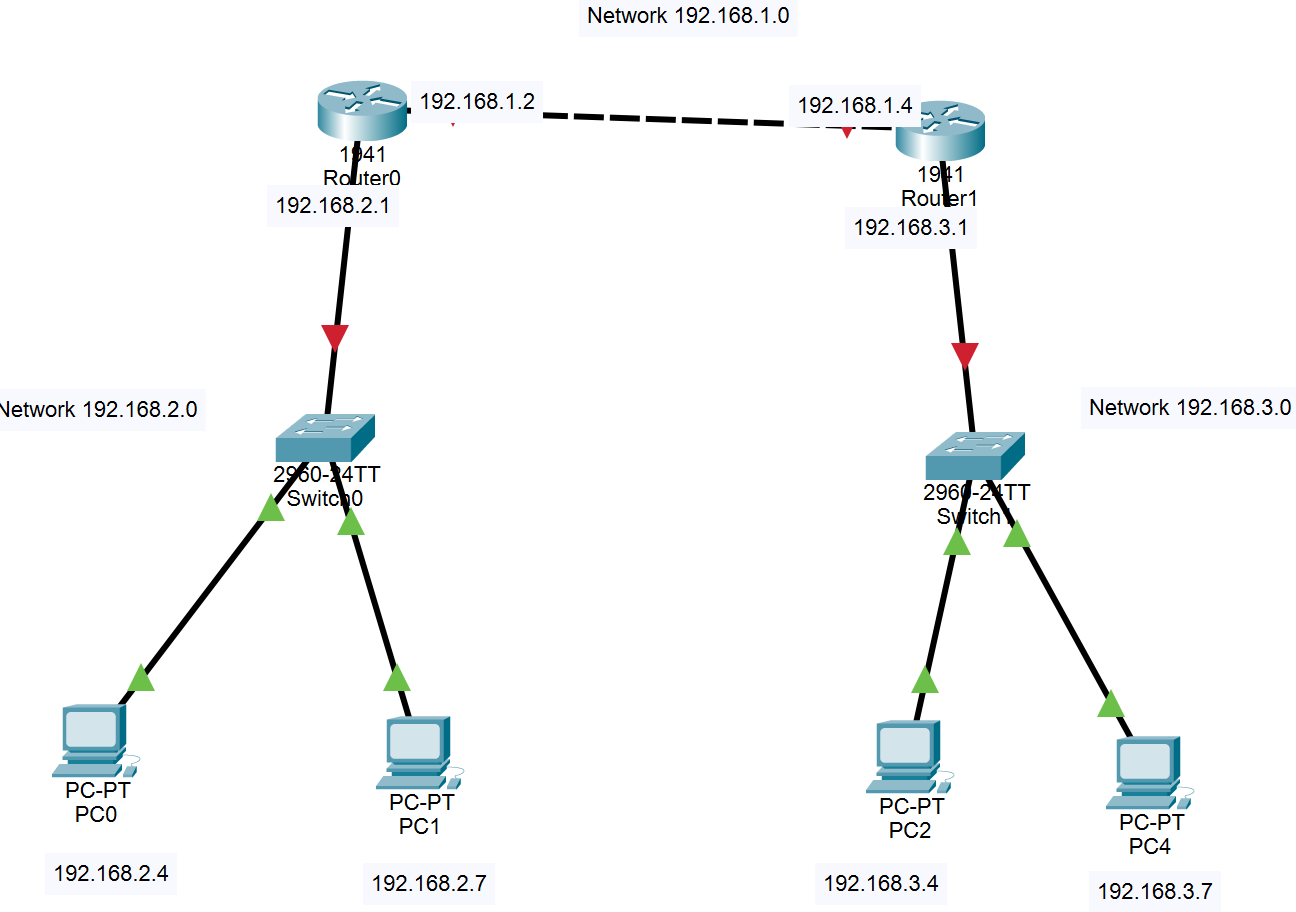 Network 192.168.1.0
192.168.1.2
192.168.1.4
1941
Router0
1941
Router1
192.168.2.1
192.168.3.1
Network 192.168.2.0
Network 192.168.3.0
2960-24TT
Switch0
2960-24TT
Switch1
PC-PT
PC0
PC-PT
PC1
PC-PT
PC2
PC-PT
PC4
192.168.2.4
192.168.2.7
192.168.3.4
192.168.3.7